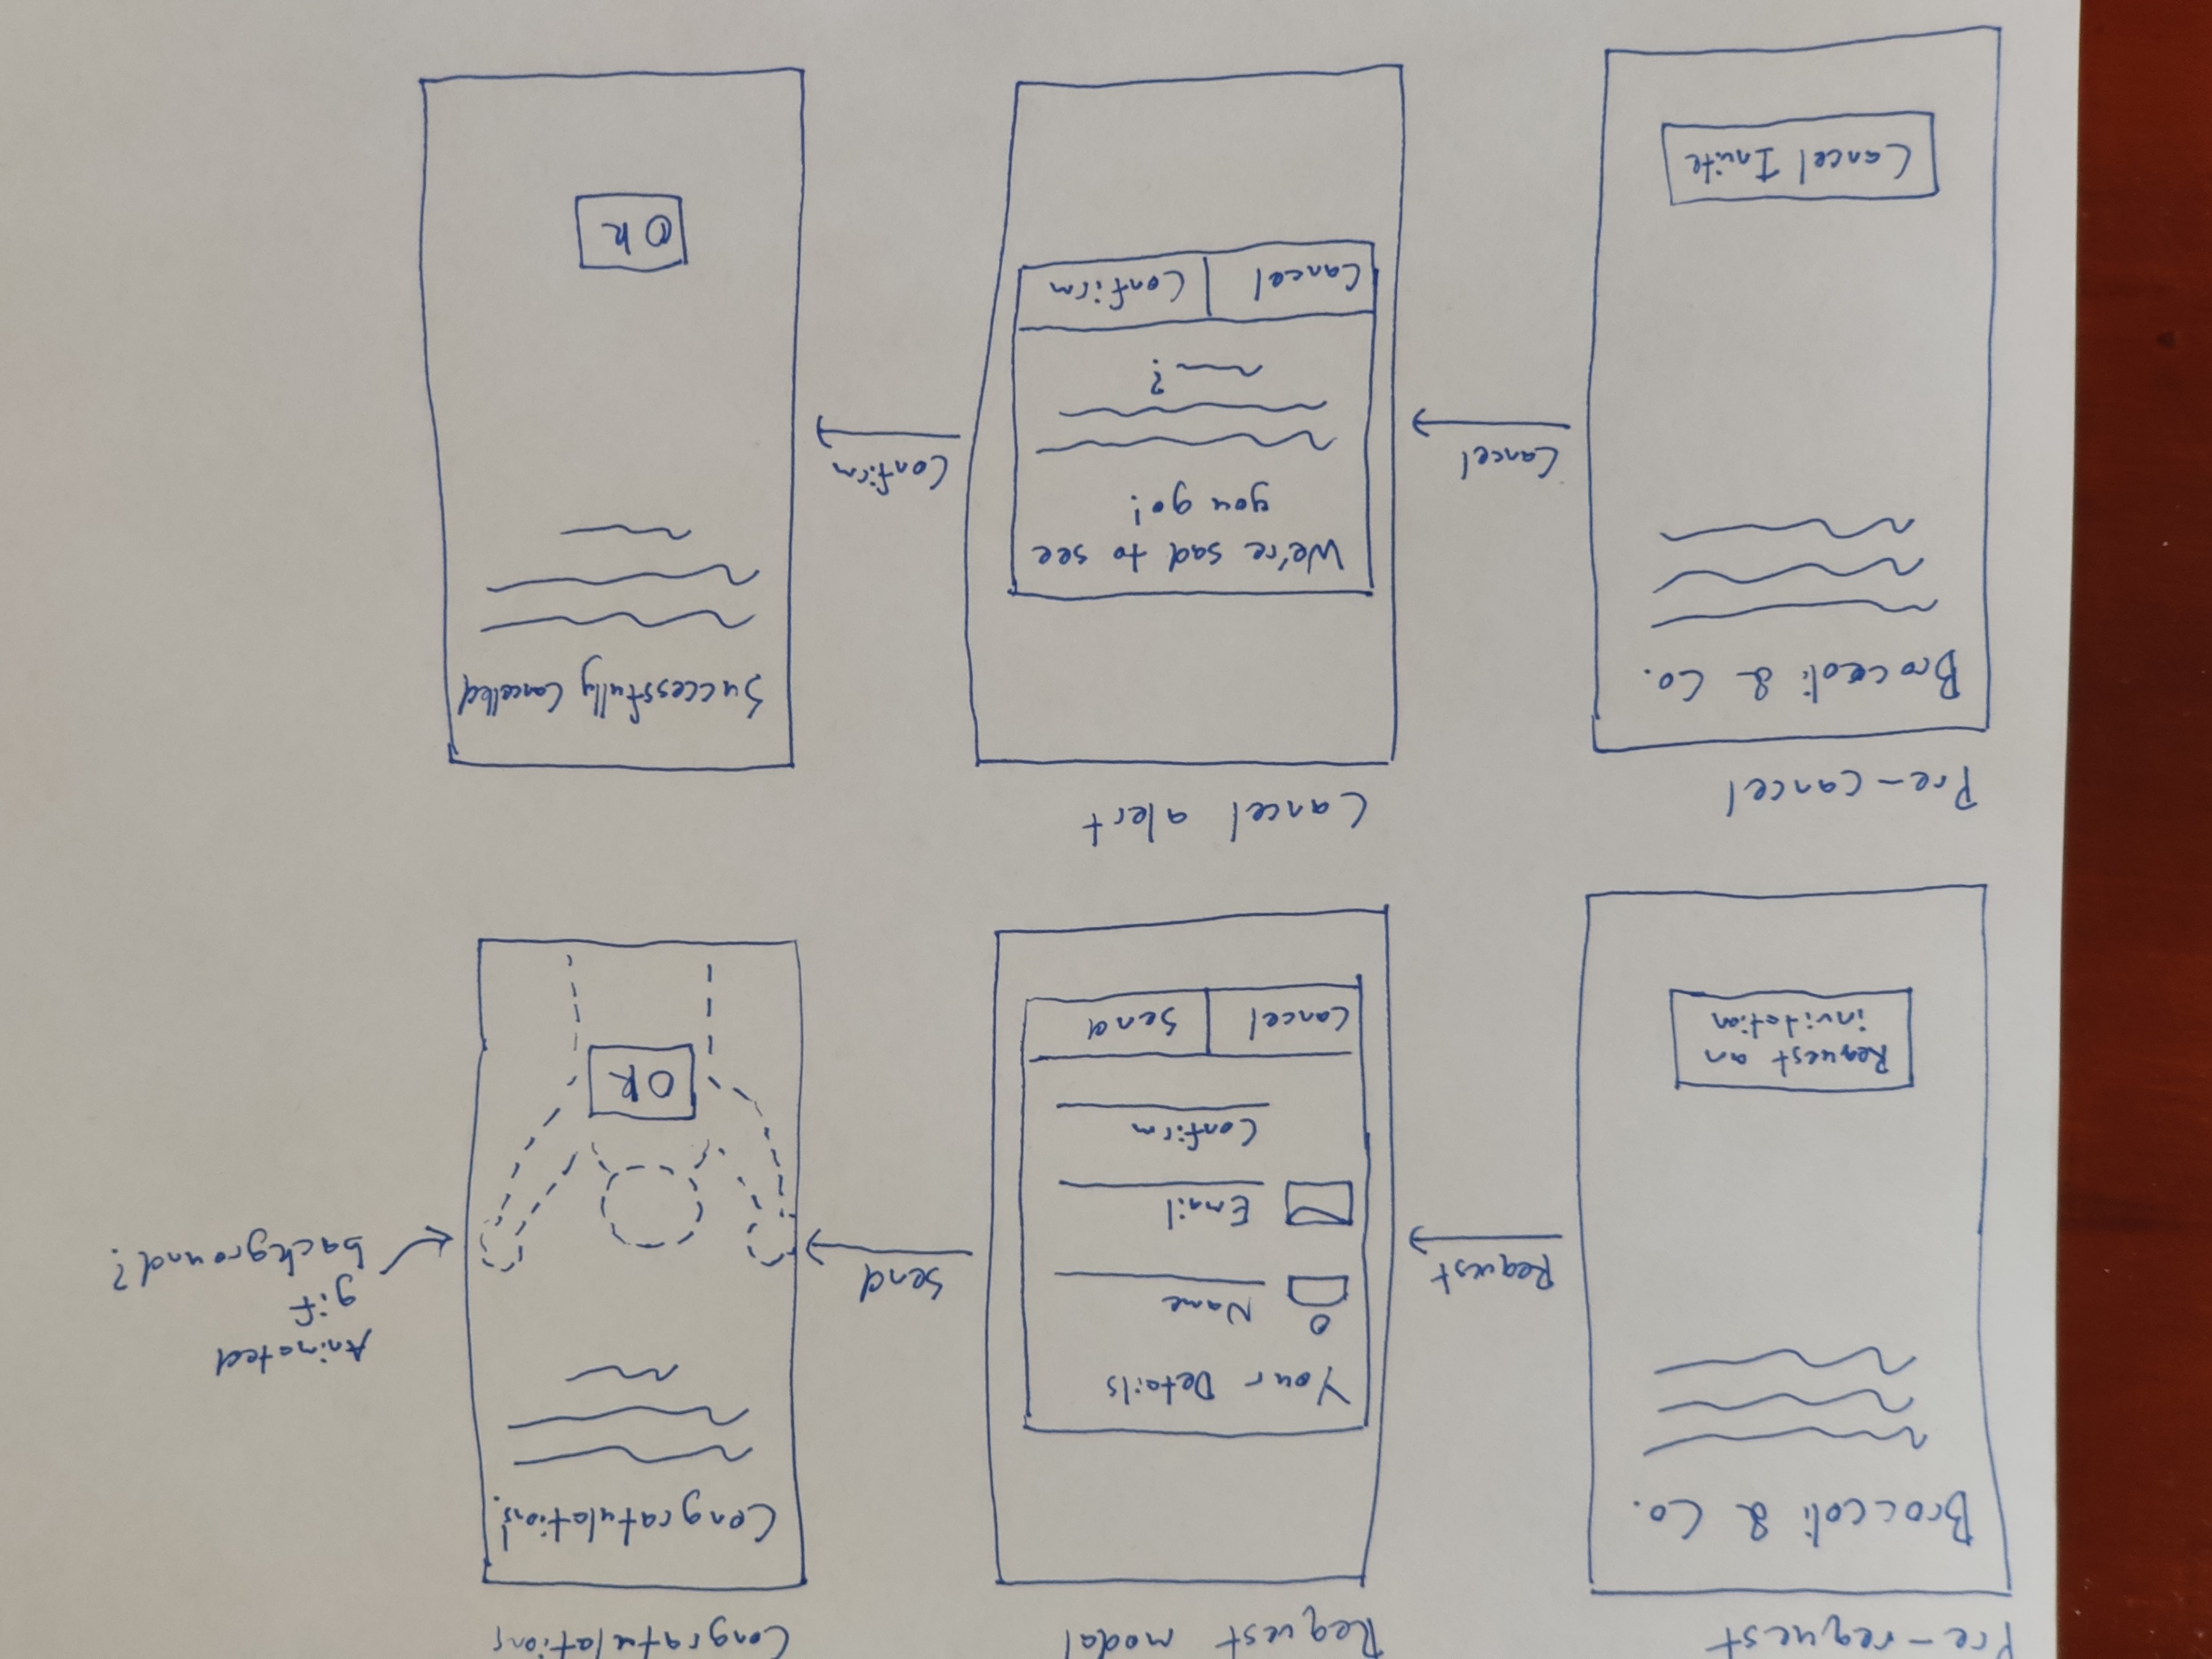 Pre-request
Broccoli & Co.
Request an
invitation
Request
Request modal
Your Details
Name
Email
Confirm
Cancel
Send
Send
Congratulations
Congratulations!
OK
Animated
gif
background?
Pre-cancel
Broccoli & Co.
Cancel Invite
Cancel
Cancel alert
We're sad to see
you go!
?
Cancel
Confirm
Confirm
Successfully Cancelled
OK